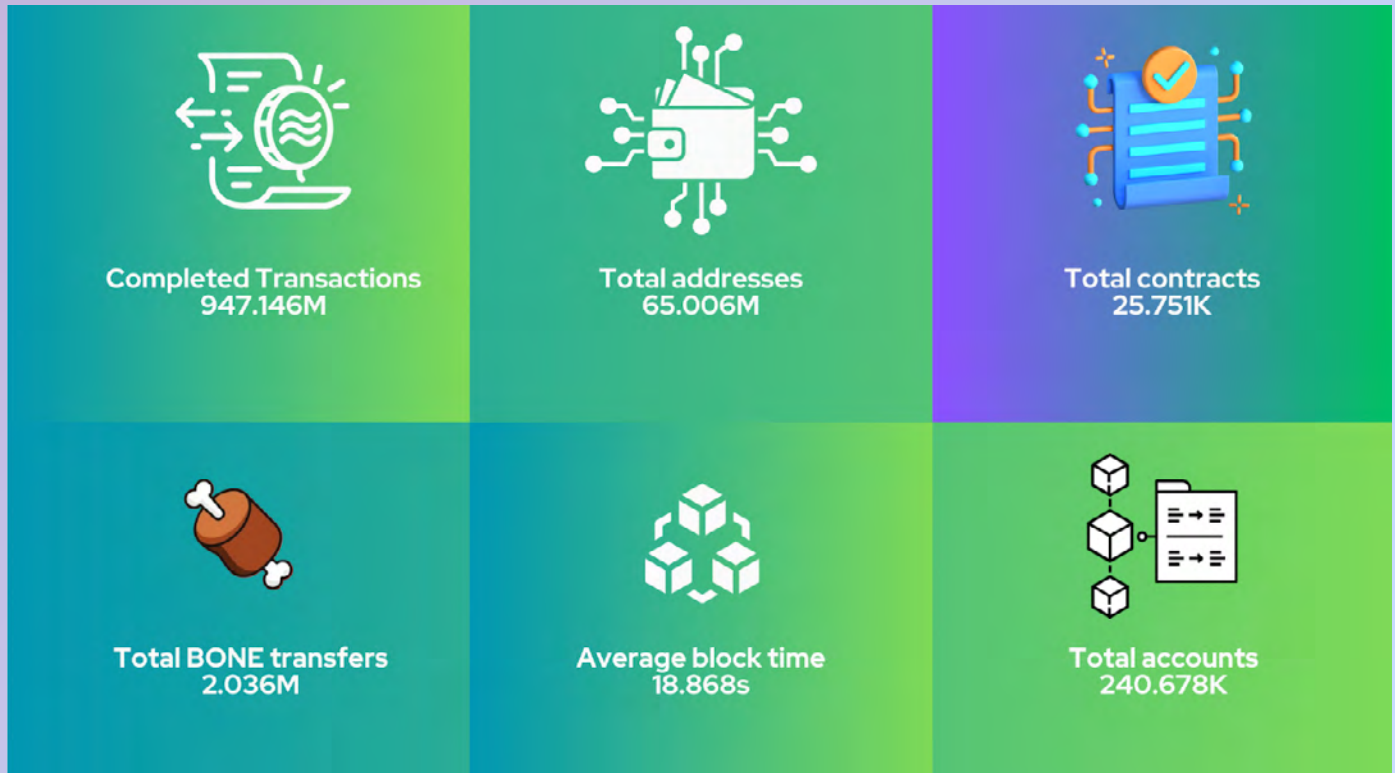 Completed Transactions
947.146M
Total addresses
65.006M
Total contracts
25.751K
Total BONE transfers
2.036M
Average block time
18.868s
Total accounts
240.678K